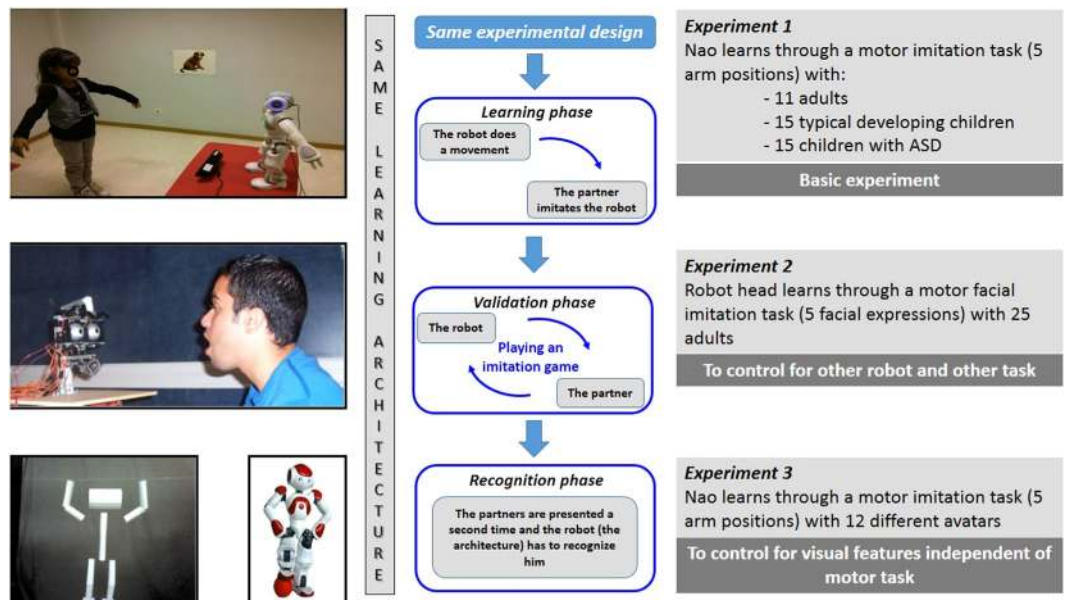 SAME LEARNING ARCHITECTURE
Same experimental design
Learning phase
The robot does
a movement
The partner
imitates the robot
Validation phase
The robot
Playing an
imitation game
The partner
Recognition phase
The partners are presented a
second time and the robot (the
architecture) has to recognize
him
Experiment 1
Nao learns through a motor imitation task (5
arm positions) with:
- 11 adults
- 15 typical developing children
- 15 children with ASD
Basic experiment
Experiment 2
Robot head learns through a motor facial
imitation task (5 facial expressions) with 25
adults
To control for other robot and other task
Experiment 3
Nao learns through a motor imitation task (5
arm positions) with 12 different avatars
To control for visual features independent of
motor task